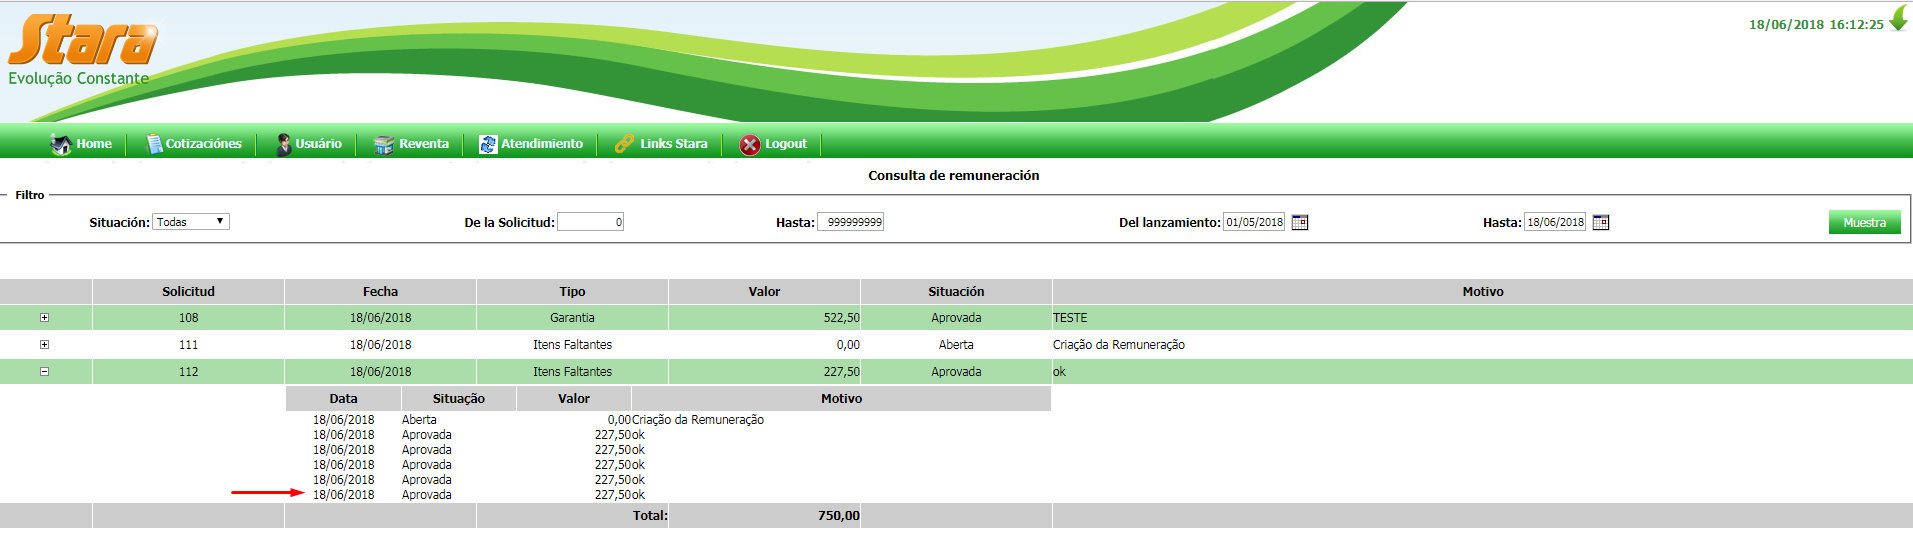 Stara
Evolução Constante
18/06/2018 16:12:25
Home Cotizaciónes Usuário Reventa Atendimiento Links Stara Logout
Consulta de remuneración
Filtro
Situación: Todas De la Solicitud: 0 Hasta: 999999999 Del lanzamiento: 01/05/2018 Hasta: 18/06/2018 Muestra
Solicitud Fecha Tipo Valor Situación Motivo
108 18/06/2018 Garantia 522,50 Aprovada TESTE
111 18/06/2018 Itens Faltantes 0,00 Aberta Criação da Remuneração
112 18/06/2018 Itens Faltantes 227,50 Aprovada ok
Data Situação Valor Motivo
18/06/2018 Aberta 0,00 Criação da Remuneração
18/06/2018 Aprovada 227,50 ok
18/06/2018 Aprovada 227,50 ok
18/06/2018 Aprovada 227,50 ok
18/06/2018 Aprovada 227,50 ok
18/06/2018 Aprovada 227,50 ok
Total: 750,00